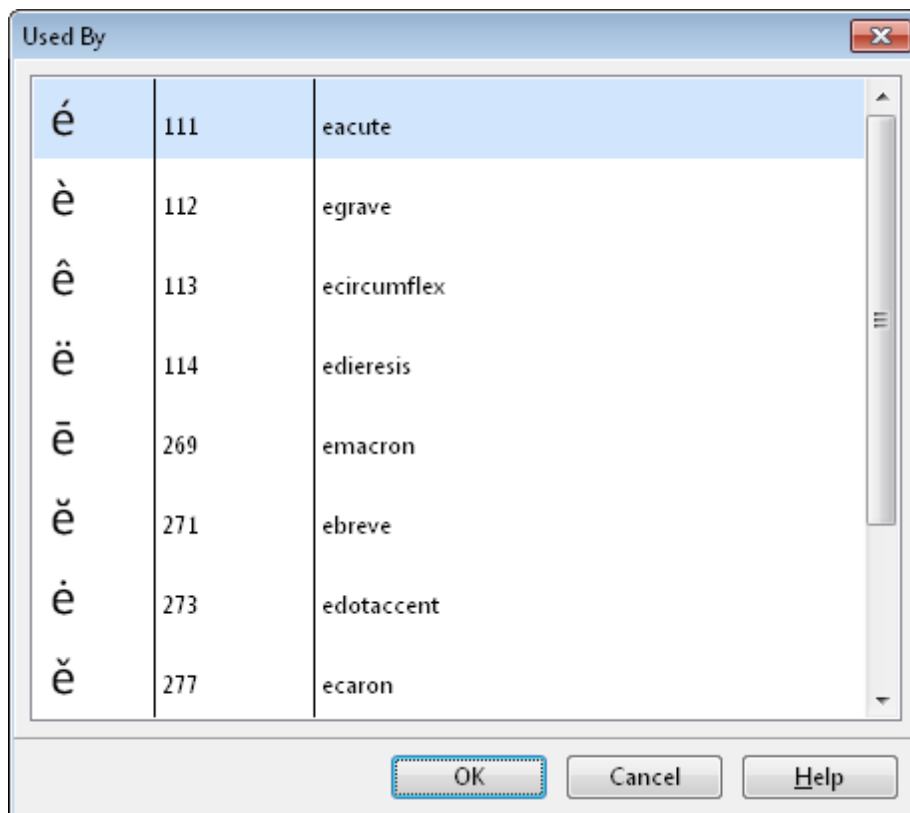 Used By
é 111 eacute
è 112 egrave
ê 113 ecircumflex
ë 114 edieresis
ē 269 emacron
ĕ 271 ebreve
ė 273 edotaccent
ě 277 ecaron
OK Cancel Help